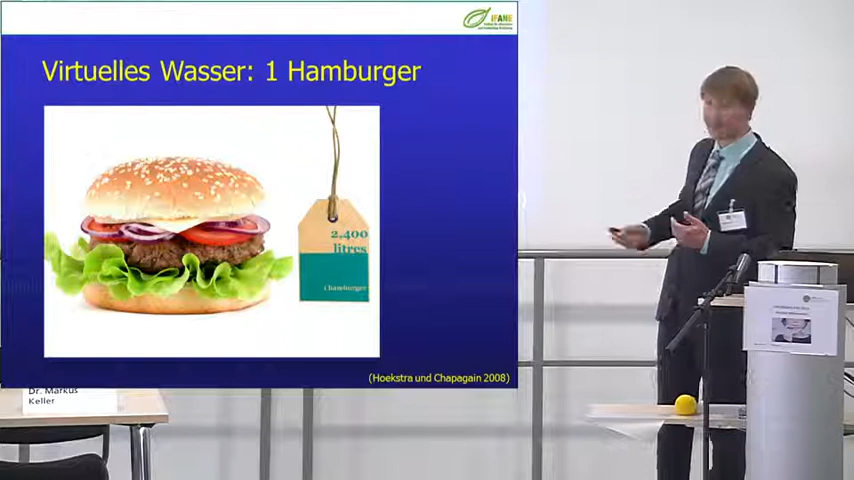 IFANE
Virtuelles Wasser: 1 Hamburger
2,400
litres
1 hamburger
(Hoekstra und Chapagain 2008)
Dr. Markus
Keller